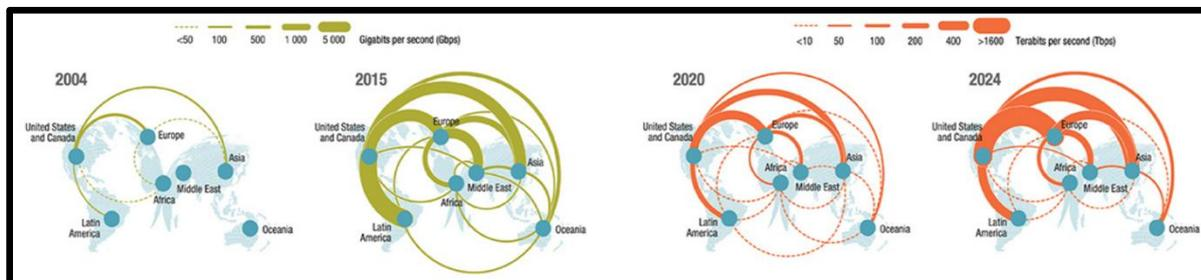 <50 100 500 1 000 5 000 Gigabits per second (Gbps)
<10 50 100 200 400 >1600 Terabits per second (Tbps)
2004
United States
and Canada
Europe
Asia
Middle East
Africa
Latin
America
Oceania
2015
United States
and Canada
Europe
Asia
Middle East
Africa
Latin
America
Oceania
2020
United States
and Canada
Europe
Asia
Middle East
Africa
Latin
America
Oceania
2024
United States
and Canada
Europe
Asia
Middle East
Africa
Latin
America
Oceania